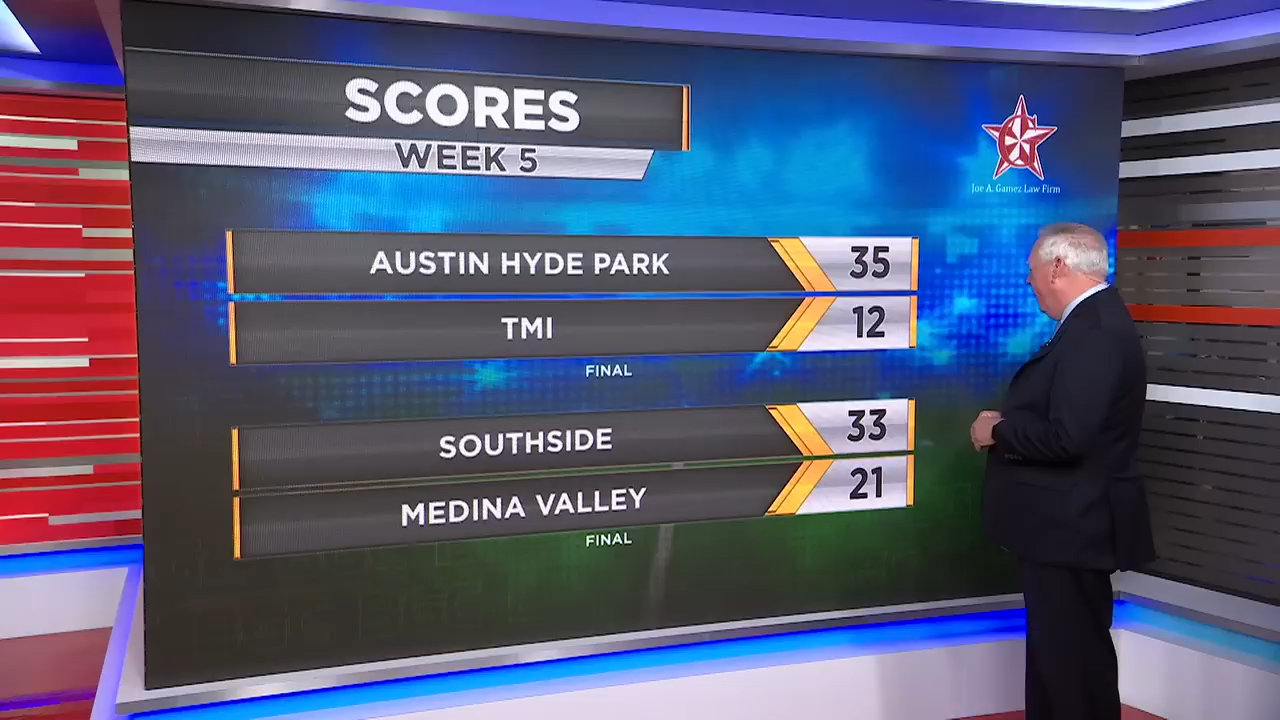 SCORES
WEEK 5
Joe A. Gamez Law Firm
AUSTIN HYDE PARK 35
TMI 12
FINAL
SOUTHSIDE 33
MEDINA VALLEY 21
FINAL